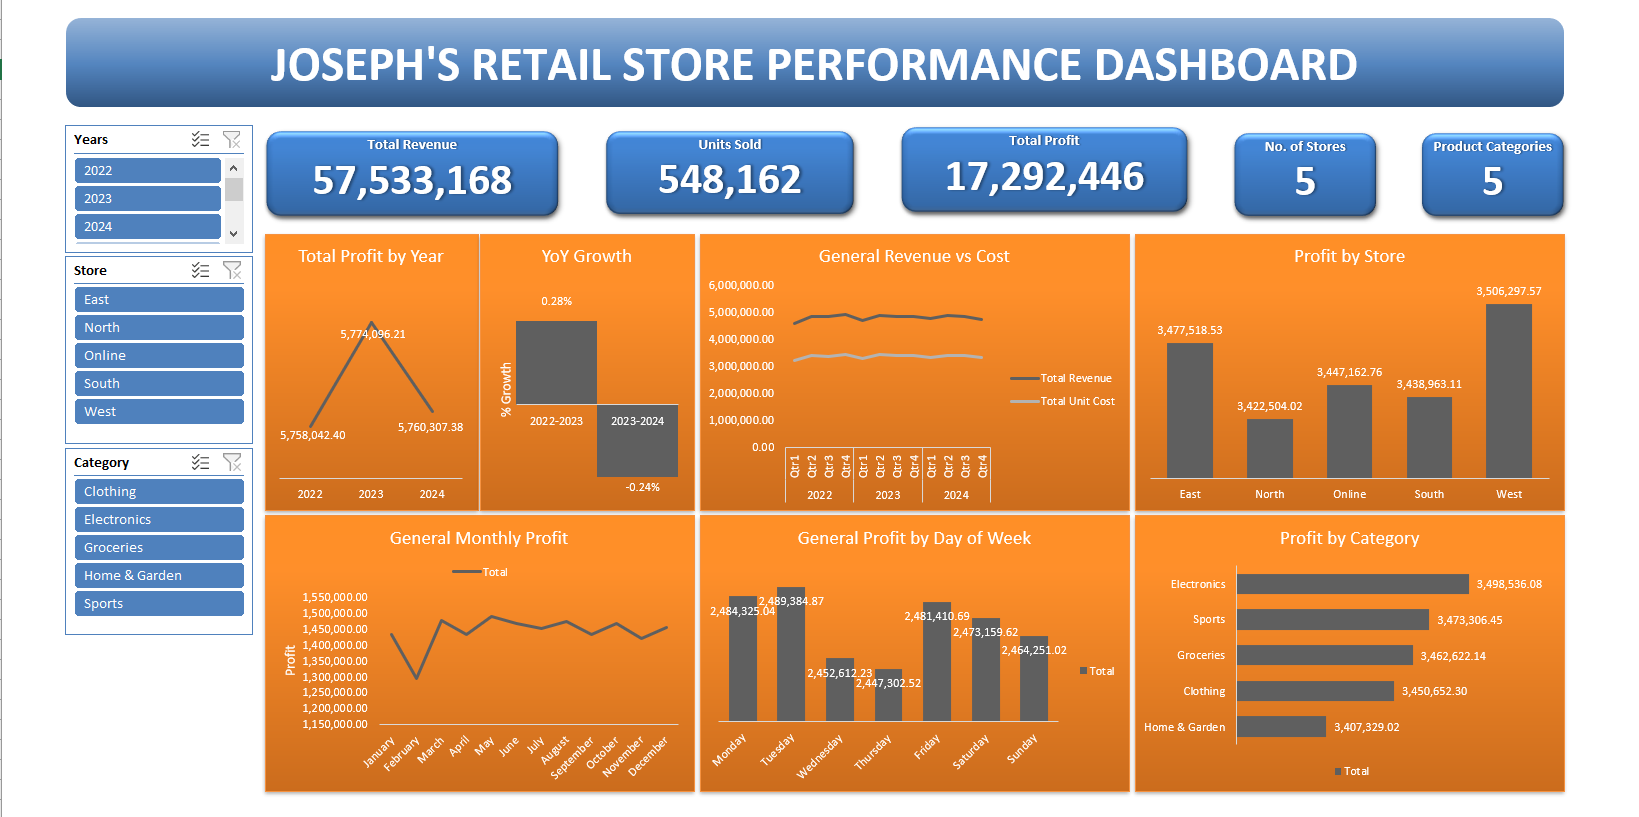 JOSEPH'S RETAIL STORE PERFORMANCE DASHBOARD
Years
2022
2023
2024
Store
East
North
Online
South
West
Category
Clothing
Electronics
Groceries
Home & Garden
Sports
Total Revenue
57,533,168
Units Sold
548,162
Total Profit
17,292,446
No. of Stores
5
Product Categories
5
Total Profit by Year
5,774,096.21
5,758,042.40
5,760,307.38
2022 2023 2024
YoY Growth
0.28%
% Growth
2022-2023 2023-2024
-0.24%
General Revenue vs Cost
6,000,000.00
5,000,000.00
4,000,000.00
3,000,000.00
2,000,000.00
1,000,000.00
0.00
Total Revenue
Total Unit Cost
Qtr1 Qtr2 Qtr3 Qtr4 Qtr1 Qtr2 Qtr3 Qtr4 Qtr1 Qtr2 Qtr3 Qtr4
2022 2023 2024
Profit by Store
3,477,518.53
3,422,504.02
3,447,162.76
3,438,963.11
3,506,297.57
East North Online South West
General Monthly Profit
Total
Profit
1,550,000.00
1,500,000.00
1,450,000.00
1,400,000.00
1,350,000.00
1,300,000.00
1,250,000.00
1,200,000.00
1,150,000.00
January February March April May June July August September October November December
General Profit by Day of Week
2,484,325.04
2,489,384.87
2,452,612.23
2,447,302.52
2,481,410.69
2,473,159.62
2,464,251.02
Total
Monday Tuesday Wednesday Thursday Friday Saturday Sunday
Profit by Category
Electronics 3,498,536.08
Sports 3,473,306.45
Groceries 3,462,622.14
Clothing 3,450,652.30
Home & Garden 3,407,329.02
Total